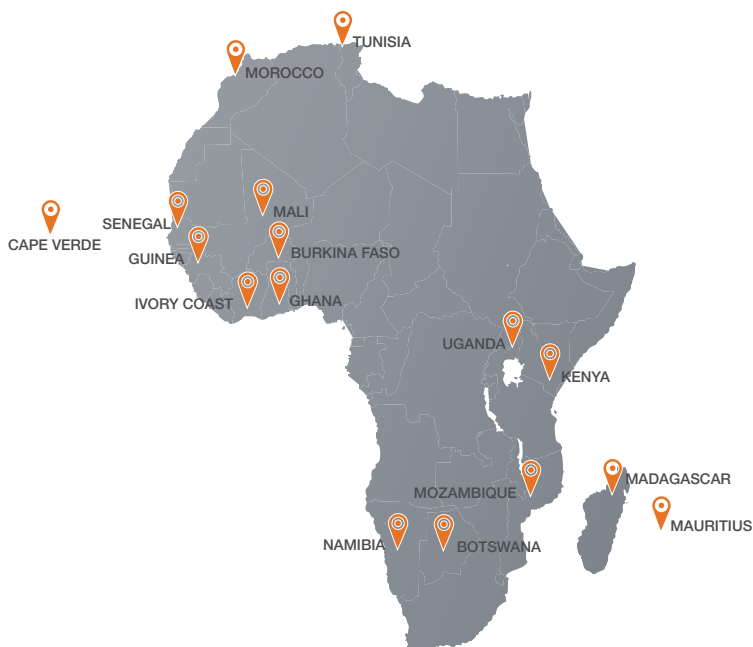 TUNISIA
MOROCCO
SENEGAL
MALI
CAPE VERDE
GUINEA
BURKINA FASO
IVORY COAST
GHANA
UGANDA
KENYA
MADAGASCAR
MOZAMBIQUE
MAURITIUS
NAMIBIA
BOTSWANA